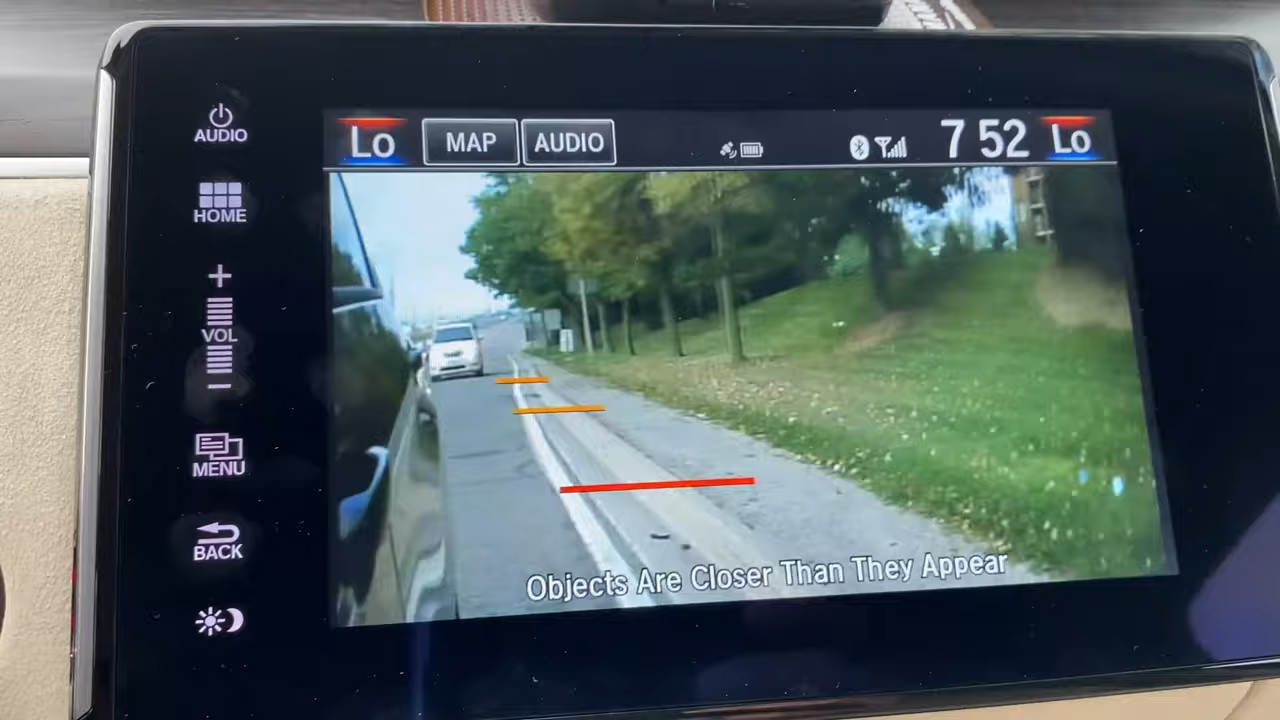 AUDIO
HOME
+
VOL
-
MENU
BACK
Lo
MAP
AUDIO
7 52
Lo
Objects Are Closer Than They Appear